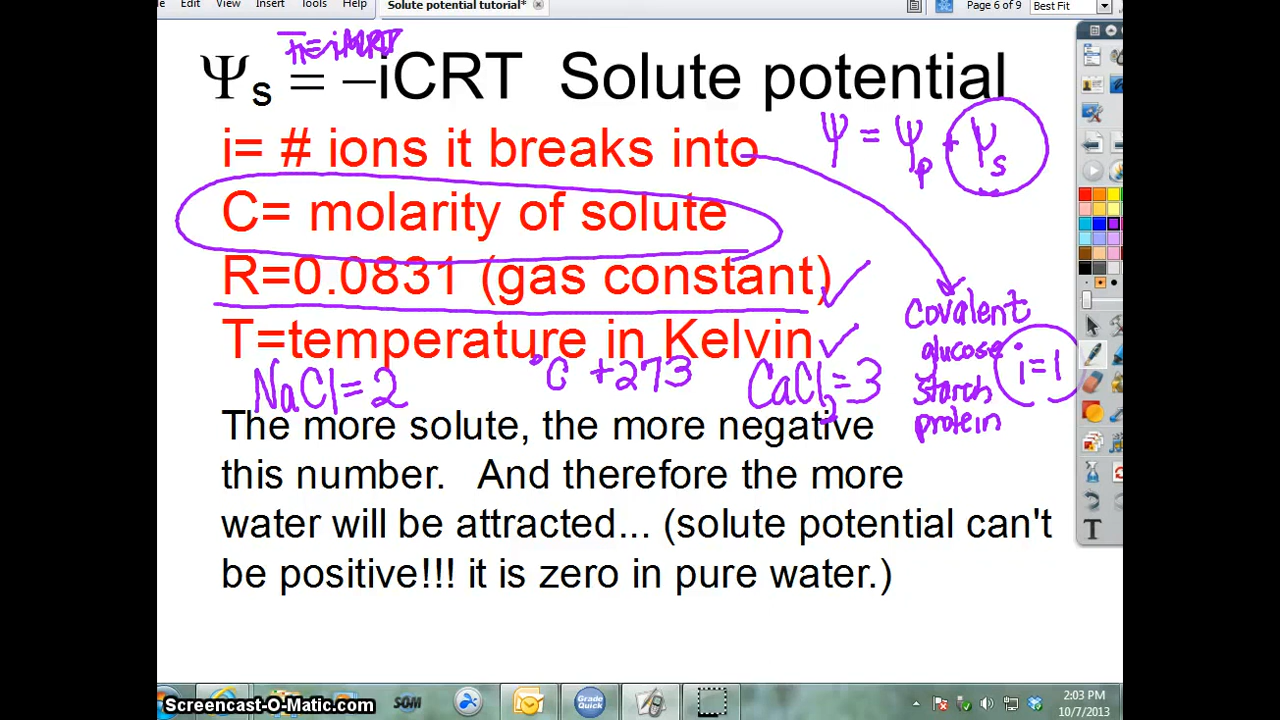 Edit View Insert Tools Help
Solute potential tutorial*
Page 6 of 9 Best Fit
π=iMRT
Ψs = −iCRT Solute potential
i= # ions it breaks into
ψ = ψp + ψs
C= molarity of solute
R=0.0831 (gas constant)
T=temperature in Kelvin
covalent
glucose
starch
protein
i=1
NaCl=2
°C +273
CaCl2=3
The more solute, the more negative
this number. And therefore the more
water will be attracted... (solute potential can't
be positive!!! it is zero in pure water.)
T
Screencast-O-Matic.com
SOM
Grade Quick
2:03 PM
10/7/2013